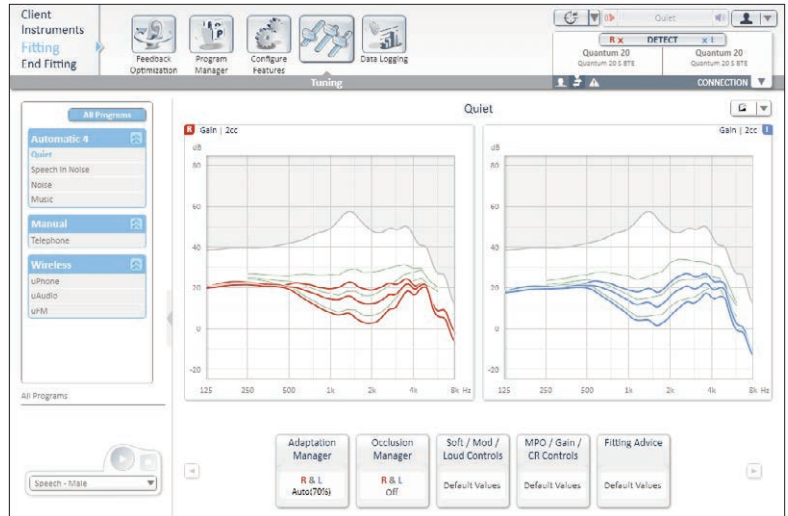 Client
Instruments
Fitting
End Fitting
Feedback
Optimization
Program
Manager
Configure
Features
Data Logging
Tuning
Quiet
R x DETECT x L
Quantum 20
Quantum 20 S BTE
Quantum 20
Quantum 20 S BTE
CONNECTION
All Programs
Automatic 4
Quiet
Speech In Noise
Noise
Music
Manual
Telephone
Wireless
uPhone
uAudio
uFM
All Programs
Speech - Male
Quiet
R Gain | 2cc
dB
80
60
40
20
0
-20
125 250 500 1k 2k 4k 8k Hz
Gain | 2cc L
dB
80
60
40
20
0
-20
125 250 500 1k 2k 4k 8k Hz
Adaptation
Manager
R & L
Auto(70%)
Occlusion
Manager
R & L
Off
Soft / Mod /
Loud Controls
Default Values
MPO / Gain /
CR Controls
Default Values
Fitting Advice
Default Values